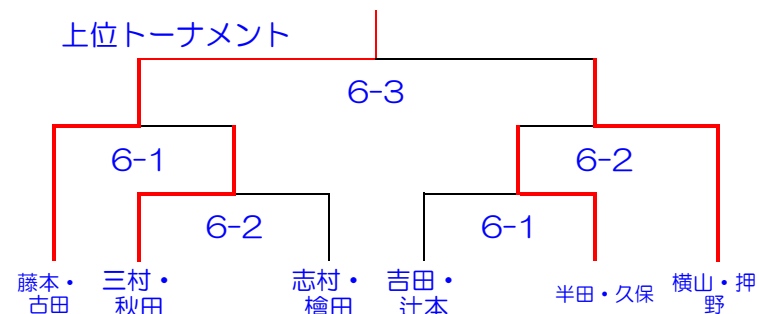 上位トーナメント
6-3
6-1
6-2
6-2
6-1
藤本・
古田
三村・
秋田
志村・
檜田
吉田・
辻本
半田・久保
横山・押
野